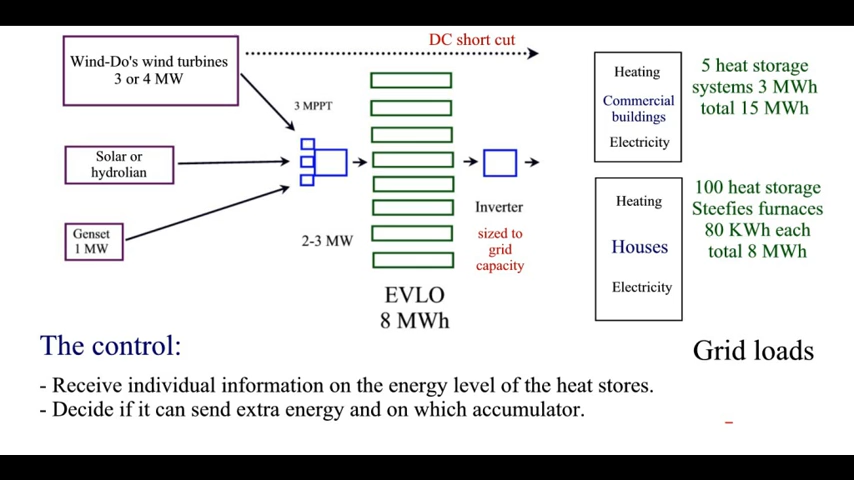 DC short cut
Wind-Do's wind turbines
3 or 4 MW
3 MPPT
Solar or
hydrolian
Genset
1 MW
2-3 MW
EVLO
8 MWh
Inverter
sized to
grid
capacity
Heating
Commercial
buildings
Electricity
5 heat storage
systems 3 MWh
total 15 MWh
Heating
Houses
Electricity
100 heat storage
Steefies furnaces
80 KWh each
total 8 MWh
The control:
Grid loads
- Receive individual information on the energy level of the heat stores.
- Decide if it can send extra energy and on which accumulator.